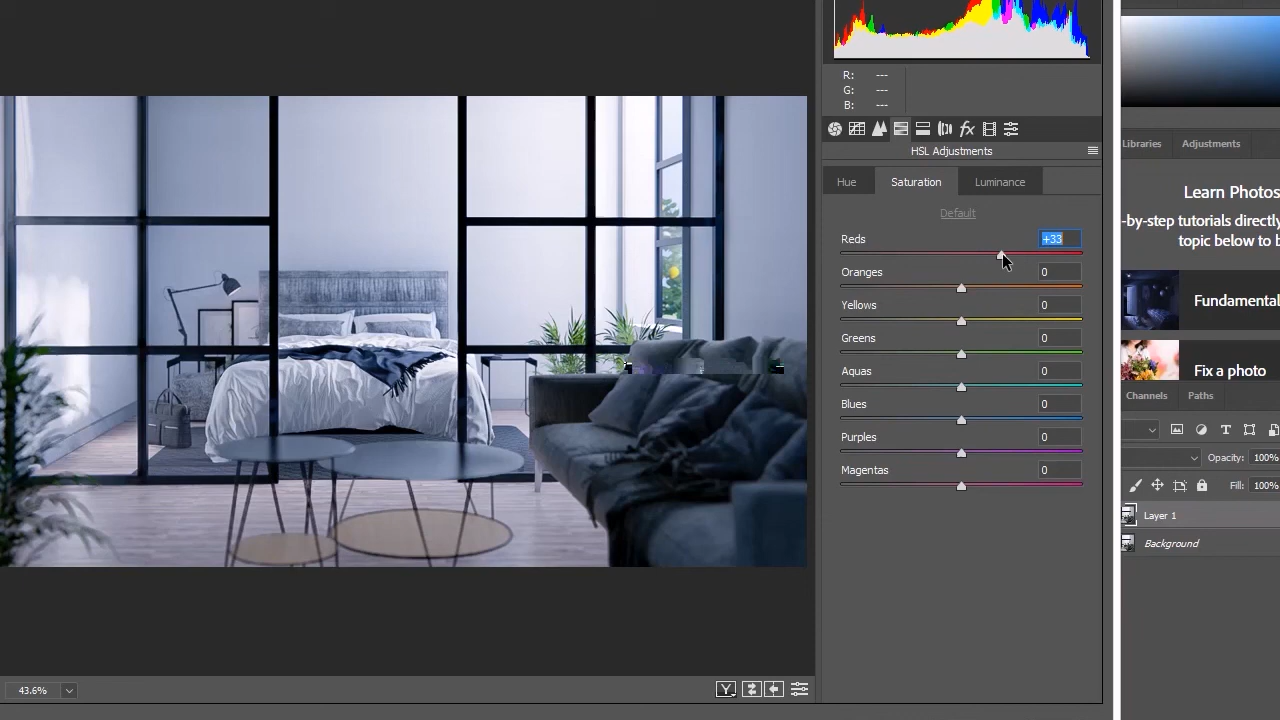 R: ---
G: ---
B: ---
fx
HSL Adjustments
Hue Saturation Luminance
Default
Reds +33
Oranges 0
Yellows 0
Greens 0
Aquas 0
Blues 0
Purples 0
Magentas 0
43.6%
Y
Libraries Adjustments
Learn Photos
-by-step tutorials directly
topic below to b
Fundamental
Fix a photo
Channels Paths
T
Opacity: 100%
Fill: 100%
Layer 1
Background